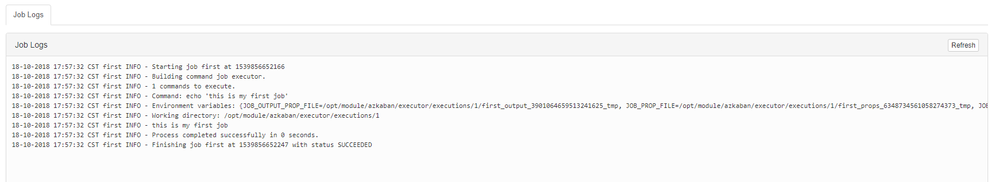 Job Logs
Job Logs
Refresh
18-10-2018 17:57:32 CST first INFO - Starting job first at 1539856652166
18-10-2018 17:57:32 CST first INFO - Building command job executor.
18-10-2018 17:57:32 CST first INFO - 1 commands to execute.
18-10-2018 17:57:32 CST first INFO - Command: echo 'this is my first job'
18-10-2018 17:57:32 CST first INFO - Environment variables: {JOB_OUTPUT_PROP_FILE=/opt/module/azkaban/executor/executions/1/first_output_3901064659513241625_tmp, JOB_PROP_FILE=/opt/module/azkaban/executor/executions/1/first_props_6348734561058274373_tmp,
18-10-2018 17:57:32 CST first INFO - Working directory: /opt/module/azkaban/executor/executions/1
18-10-2018 17:57:32 CST first INFO - this is my first job
18-10-2018 17:57:32 CST first INFO - Process completed successfully in 0 seconds.
18-10-2018 17:57:32 CST first INFO - Finishing job first at 1539856652247 with status SUCCEEDED